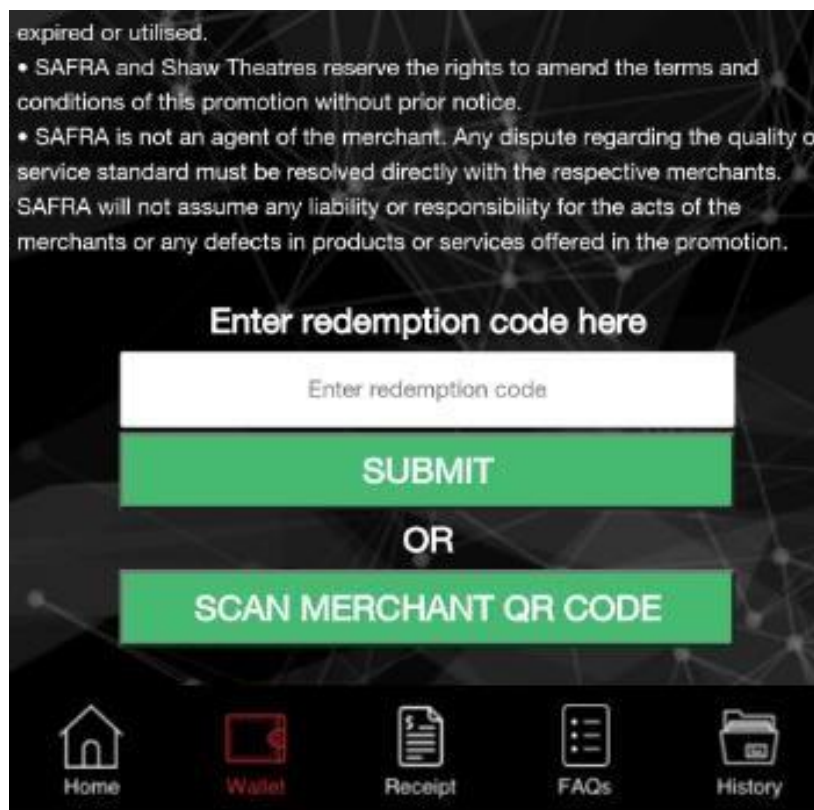 expired or utilised.
• SAFRA and Shaw Theatres reserve the rights to amend the terms and
conditions of this promotion without prior notice.
• SAFRA is not an agent of the merchant. Any dispute regarding the quality o
service standard must be resolved directly with the respective merchants.
SAFRA will not assume any liability or responsibility for the acts of the
merchants or any defects in products or services offered in the promotion.
Enter redemption code here
Enter redemption code
SUBMIT
OR
SCAN MERCHANT QR CODE
Home Wallet Receipt FAQs History